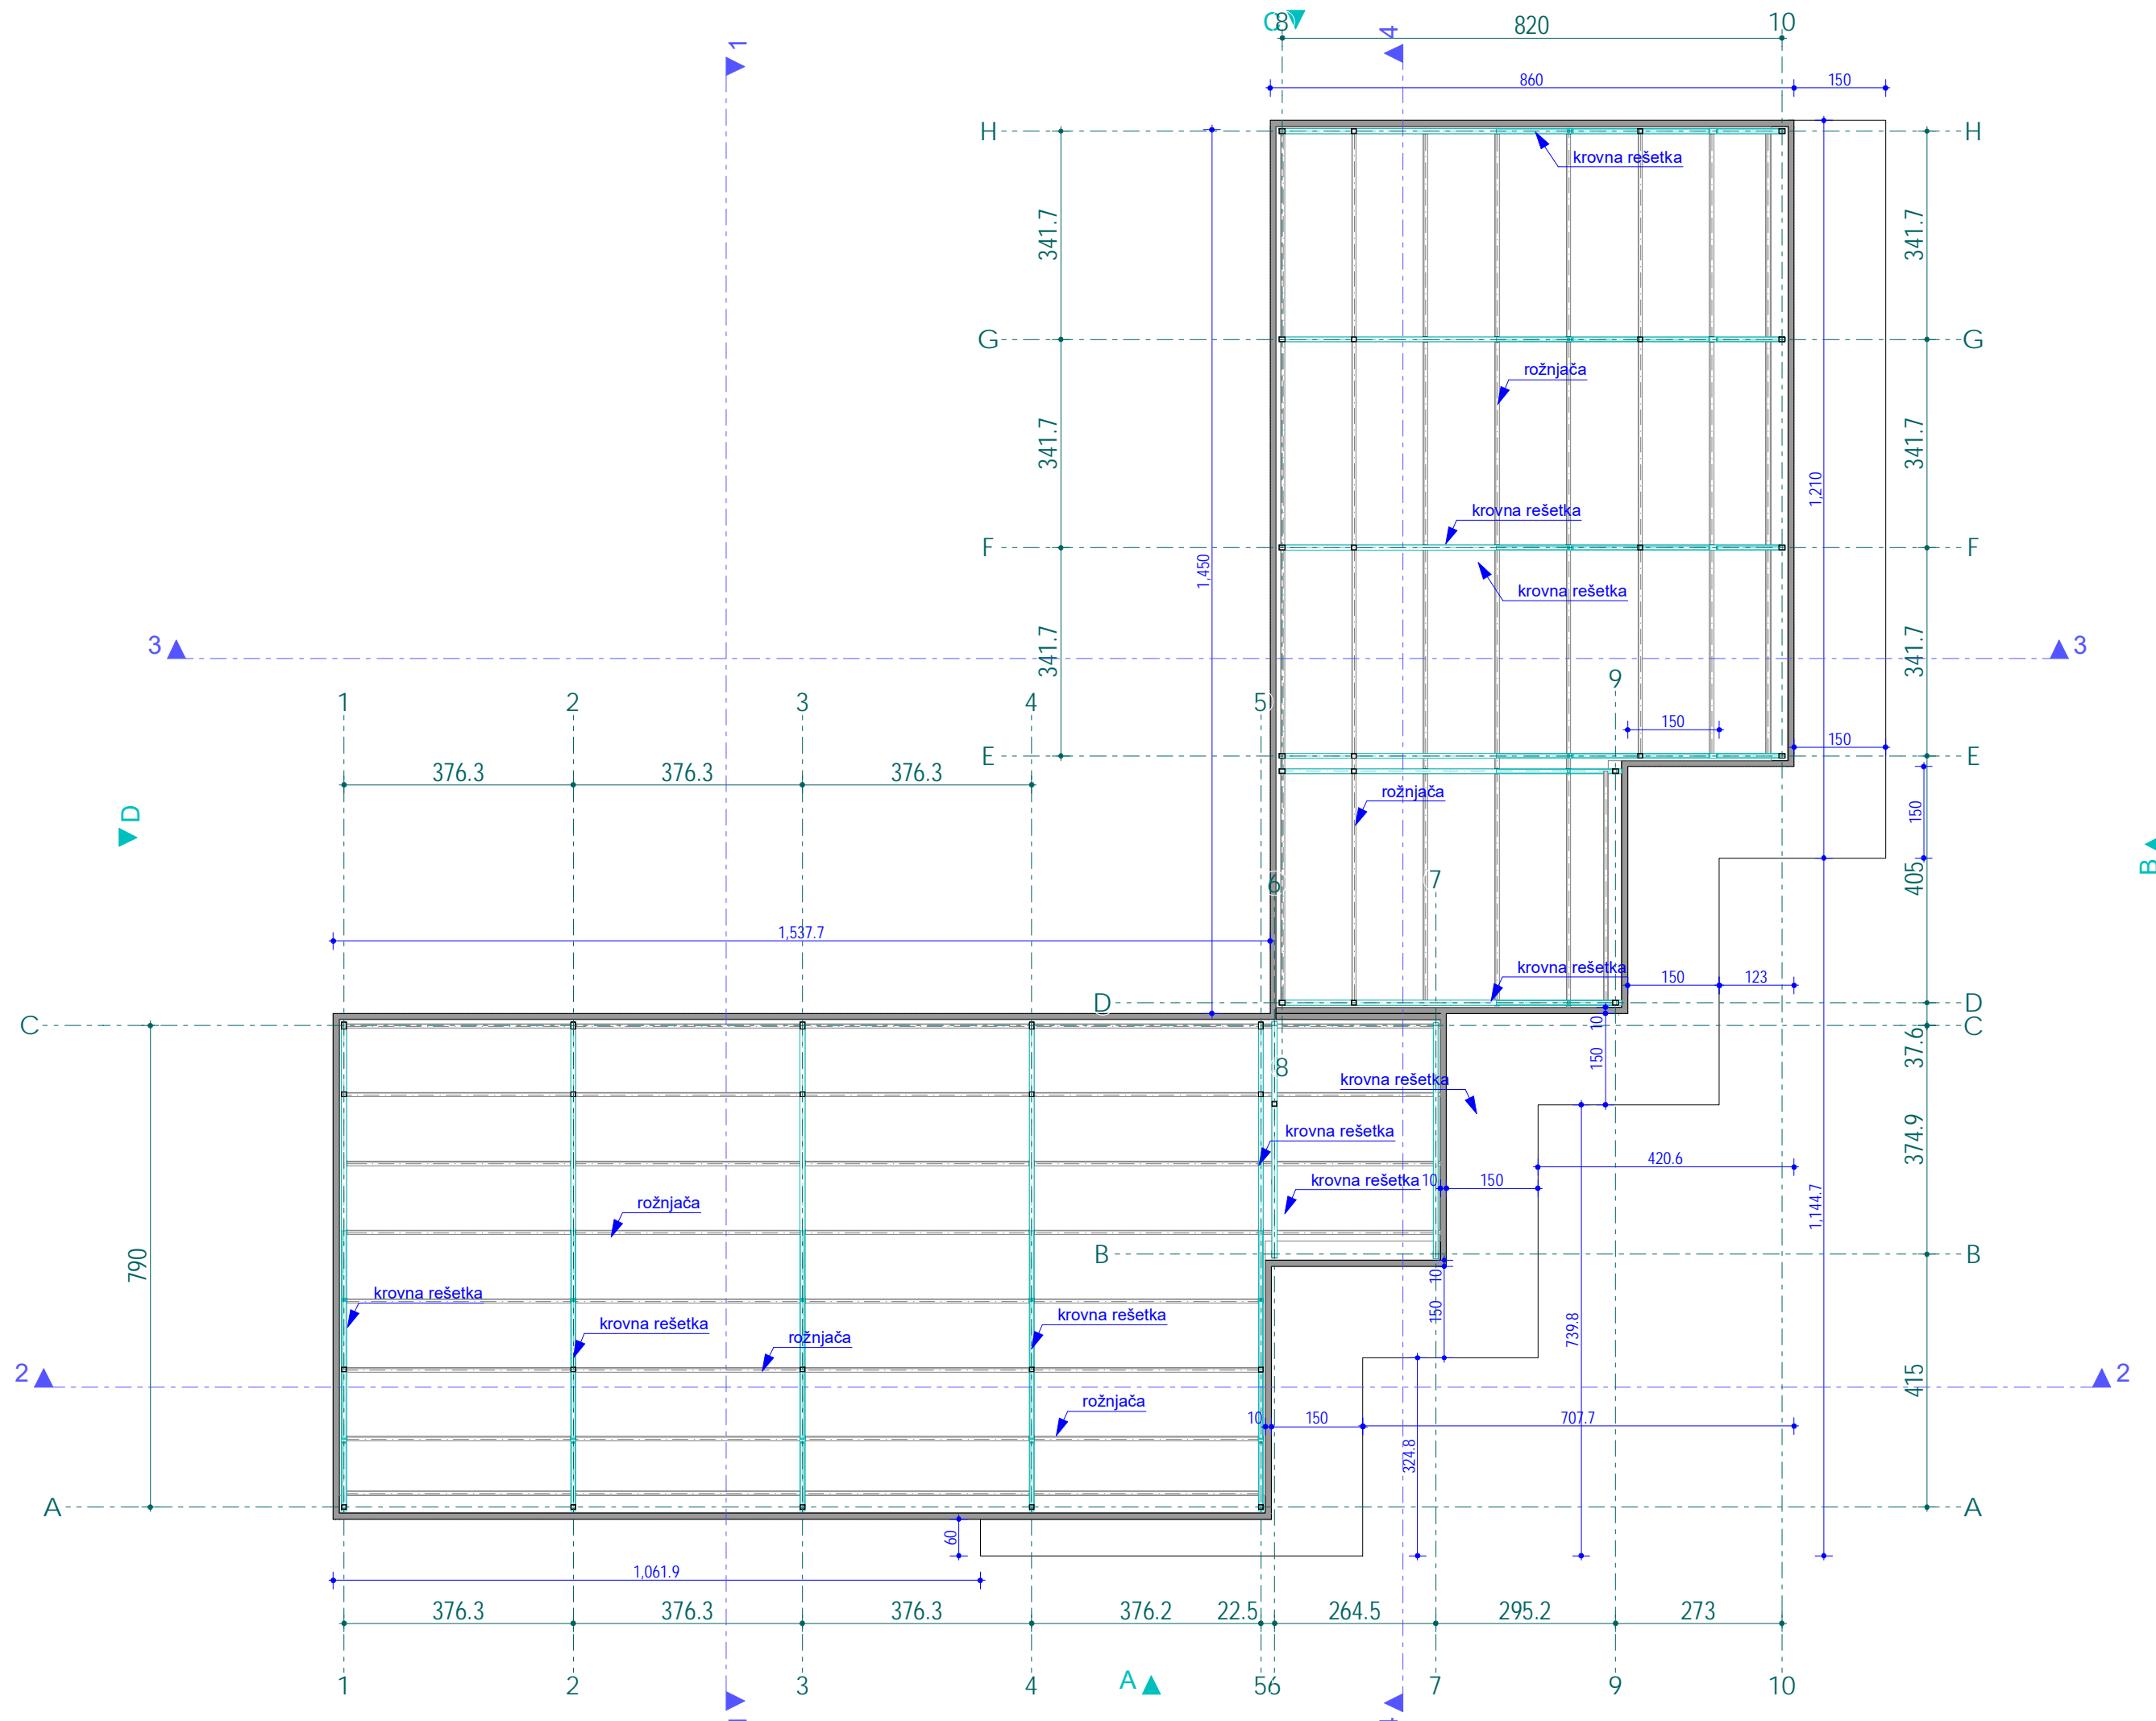 C 8 820 10
1 4
860 150
H krovna rešetka H
341.7 341.7
G G
rožnjača
341.7 341.7
1,210
krovna rešetka
F F
1,450
krovna rešetka
341.7 341.7
3 3
9
1 2 3 4 5
150
150
E E
376.3 376.3 376.3
rožnjača
150
D
B
405
6 7
1,537.7
krovna rešetka
150 123
D D
C C
10
37.6
150
8
krovna rešetka
krovna rešetka
374.9
420.6
krovna rešetka 10 150
rožnjača
1,144.7
B B
790
10
krovna rešetka
150
krovna rešetka
krovna rešetka
739.8
rožnjača
2 2
415
rožnjača
10 150 707.7
324.8
A A
60
1,061.9
376.3 376.3 376.3 376.2 22.5 264.5 295.2 273
A
1 2 3 4 5 6 7 9 10